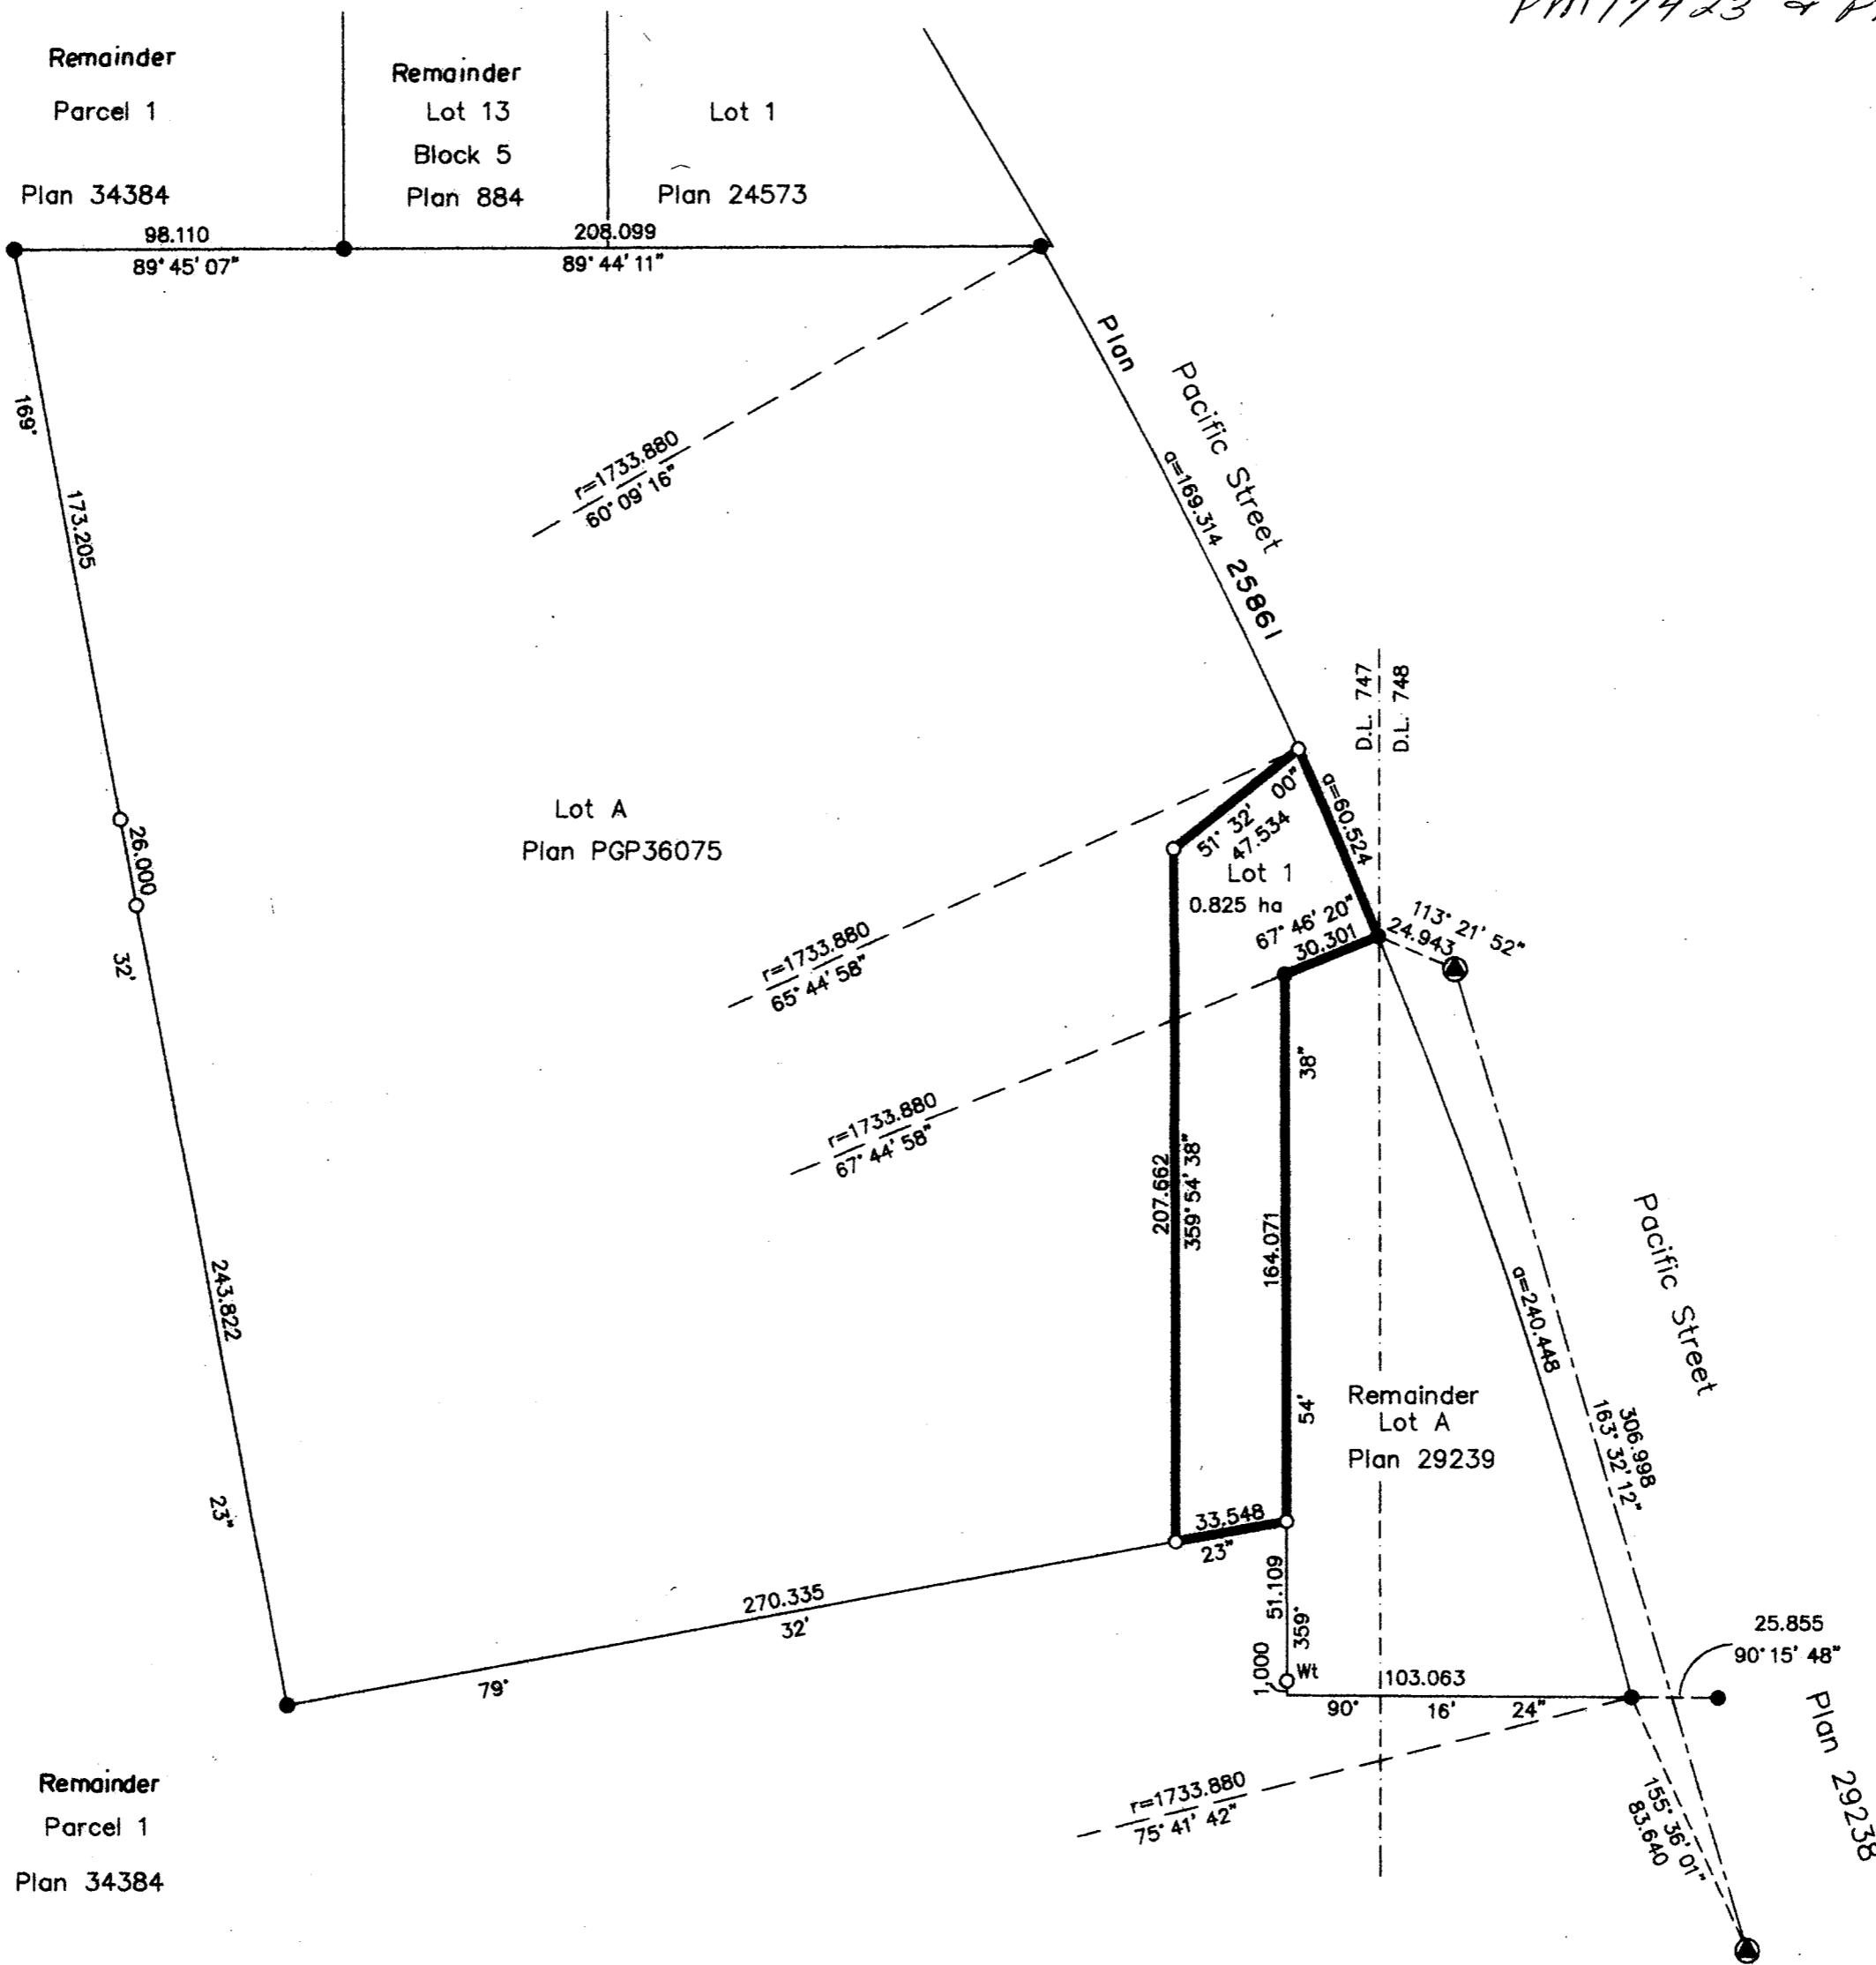 Remainder
Parcel 1
Plan 34384
Remainder
Lot 13
Block 5
Plan 884
Lot 1
Plan 24573
98.110
89° 45' 07"
208.099
89° 44' 11"
Plan
Pacific Street
a=169.314
25861
r=1733.880
60° 09' 16"
169°
173.205
26.000
32'
243.822
23"
Lot A
Plan PGP36075
D.L. 747
D.L. 748
51° 32' 00"
47.534
a=60.524
Lot 1
0.825 ha
67° 46' 20"
30.301
113° 21' 52"
24.943
r=1733.880
65° 44' 58"
r=1733.880
67° 44' 58"
38"
207.662
359° 54' 38"
164.071
54'
Pacific Street
a=240.448
306.998
163° 32' 12"
Remainder
Lot A
Plan 29239
33.548
23"
270.335
32'
79°
51.109
359°
1.000
Wt
103.063
90° 16' 24"
25.855
90° 15' 48"
Plan 29238
r=1733.880
75° 41' 42"
155° 36' 01"
83.640
Remainder
Parcel 1
Plan 34384